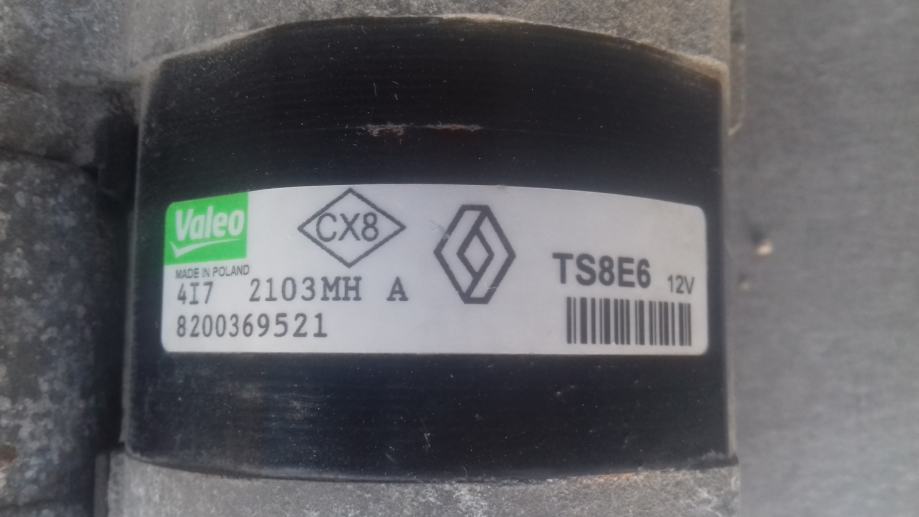 Valeo
CX8
MADE IN POLAND
TS8E6 12V
4I7 2103MH A
8200369521